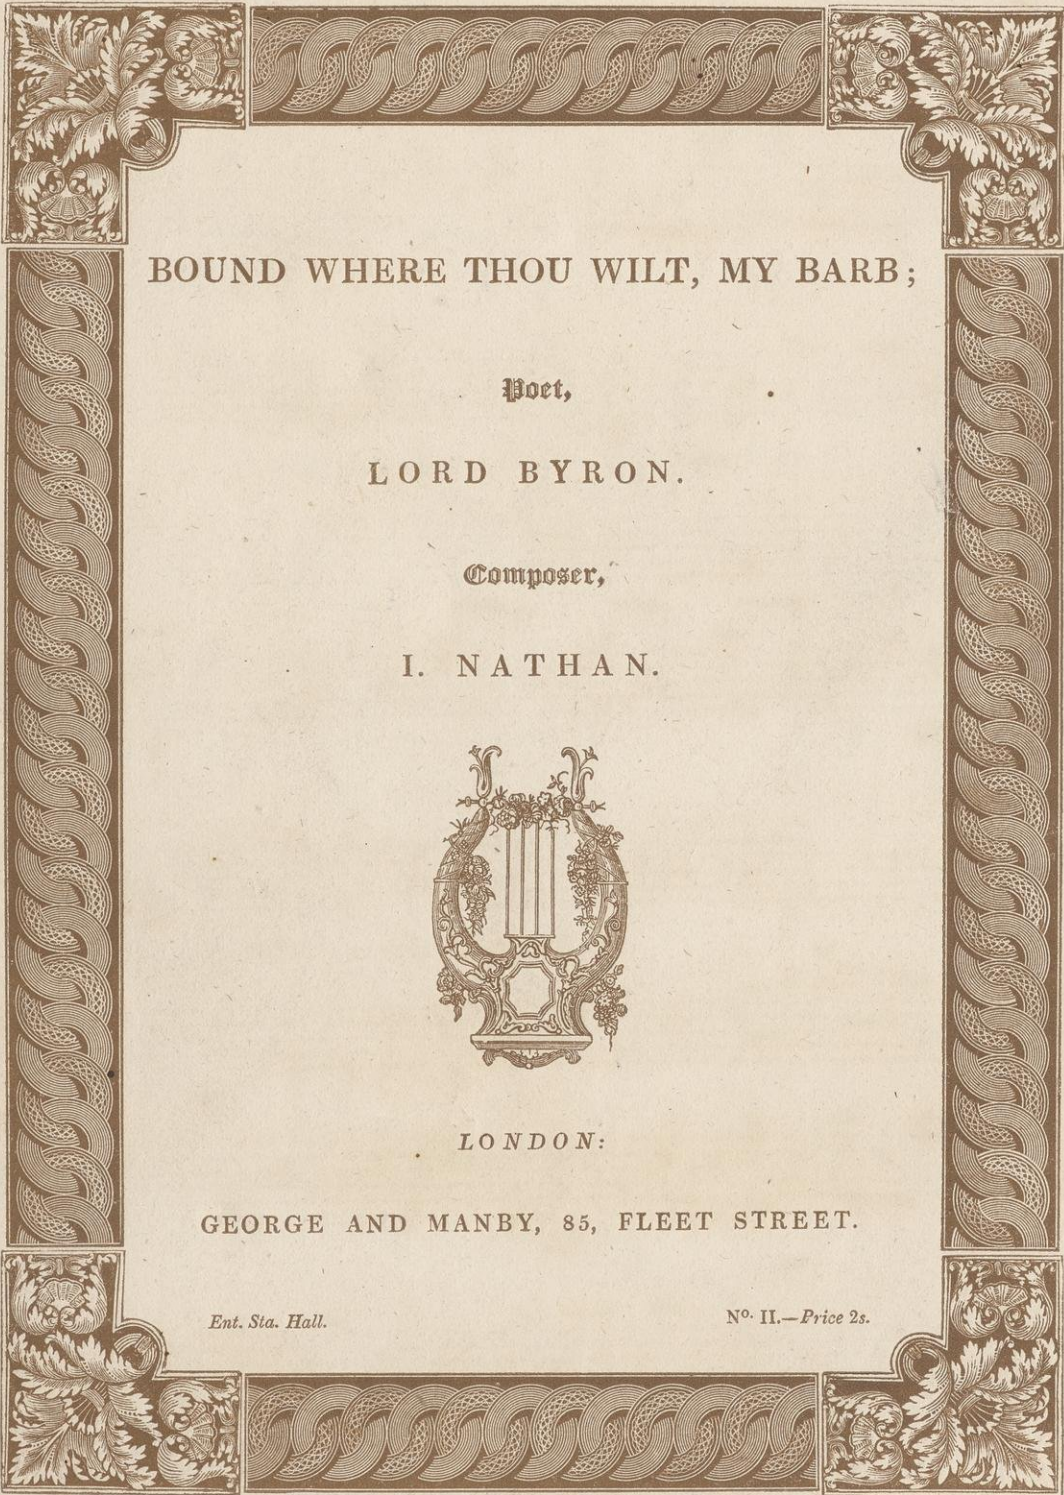 BOUND WHERE THOU WILT, MY BARB;
Poet,
LORD BYRON.
Composer,
I. NATHAN.
LONDON:
GEORGE AND MANBY, 85, FLEET STREET.
Ent. Sta. Hall.
Nº. II.—Price 2s.